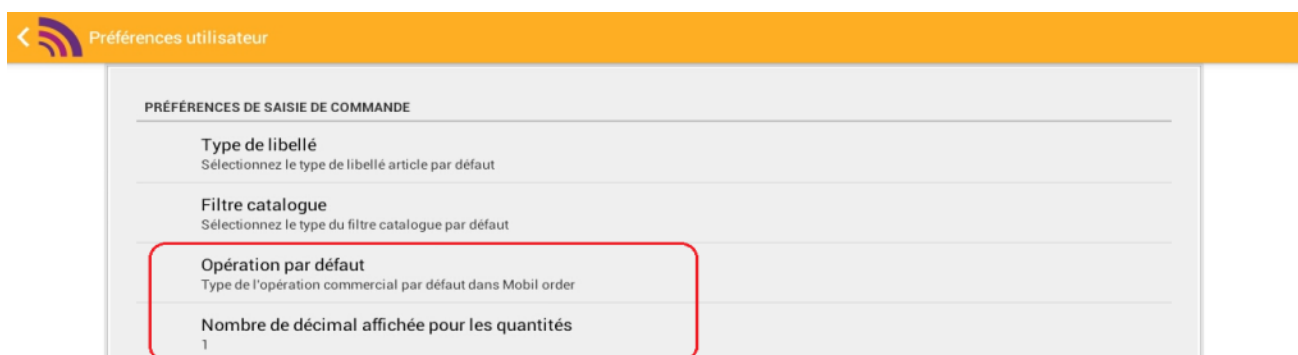 Préférences utilisateur
PRÉFÉRENCES DE SAISIE DE COMMANDE
Type de libellé
Sélectionnez le type de libellé article par défaut
Filtre catalogue
Sélectionnez le type du filtre catalogue par défaut
Opération par défaut
Type de l'opération commercial par défaut dans Mobil order
Nombre de décimal affichée pour les quantités
1